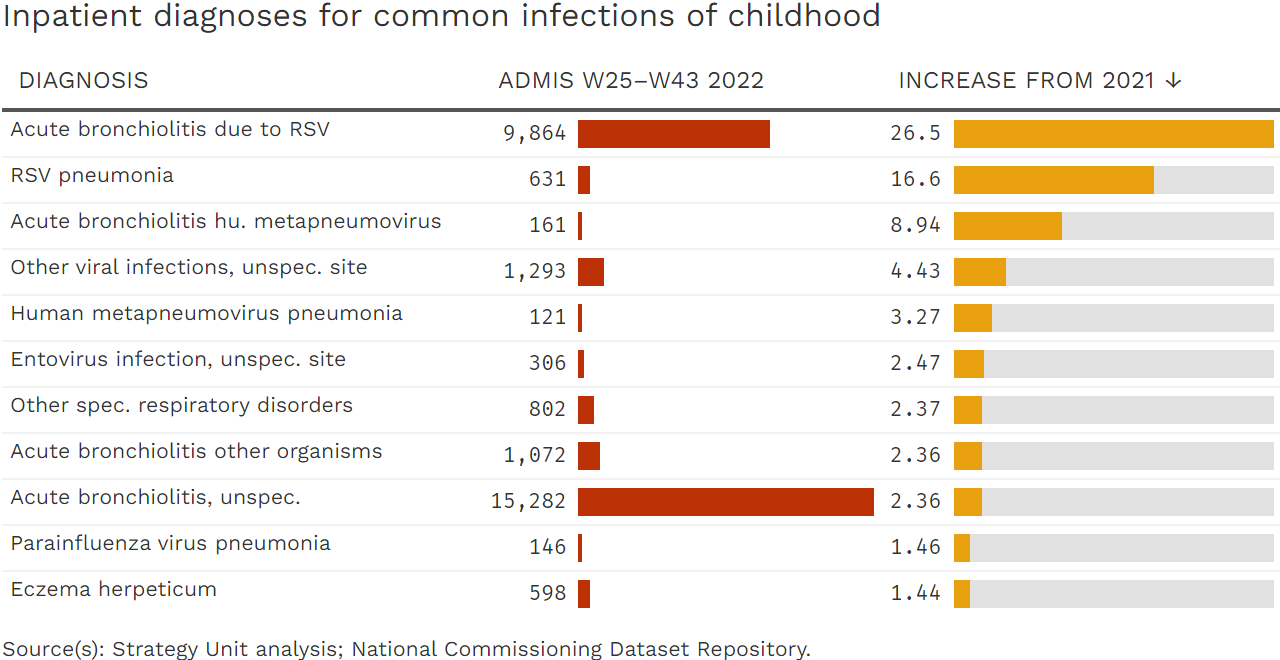 Inpatient diagnoses for common infections of childhood
DIAGNOSIS ADMIS W25–W43 2022 INCREASE FROM 2021 ↓
Acute bronchiolitis due to RSV 9,864 26.5
RSV pneumonia 631 16.6
Acute bronchiolitis hu. metapneumovirus 161 8.94
Other viral infections, unspec. site 1,293 4.43
Human metapneumovirus pneumonia 121 3.27
Entovirus infection, unspec. site 306 2.47
Other spec. respiratory disorders 802 2.37
Acute bronchiolitis other organisms 1,072 2.36
Acute bronchiolitis, unspec. 15,282 2.36
Parainfluenza virus pneumonia 146 1.46
Eczema herpeticum 598 1.44
Source(s): Strategy Unit analysis; National Commissioning Dataset Repository.